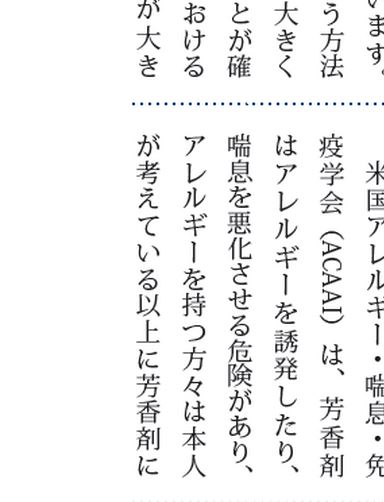 います。
う方法
大きく
とが確
おける
が大き
米国アレルギー・喘息・免
疫学会（ACAAI）は、芳香剤
はアレルギーを誘発したり、
喘息を悪化させる危険があり、
アレルギーを持つ方々は本人
が考えている以上に芳香剤に